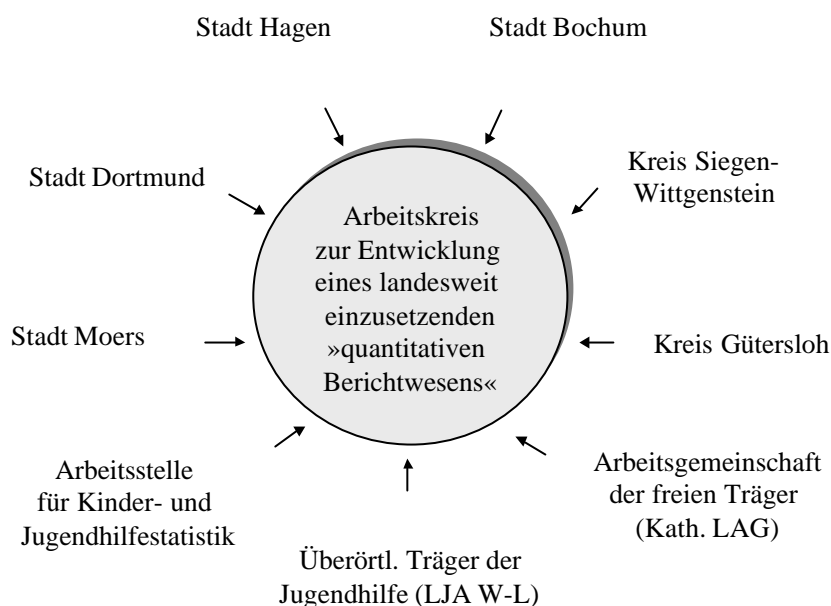 Stadt Hagen
Stadt Bochum
Stadt Dortmund
Kreis Siegen-
Wittgenstein
Arbeitskreis
zur Entwicklung
eines landesweit
einzusetzenden
»quantitativen
Berichtwesens«
Stadt Moers
Kreis Gütersloh
Arbeitsstelle
für Kinder- und
Jugendhilfestatistik
Überörtl. Träger der
Jugendhilfe (LJA W-L)
Arbeitsgemeinschaft
der freien Träger
(Kath. LAG)